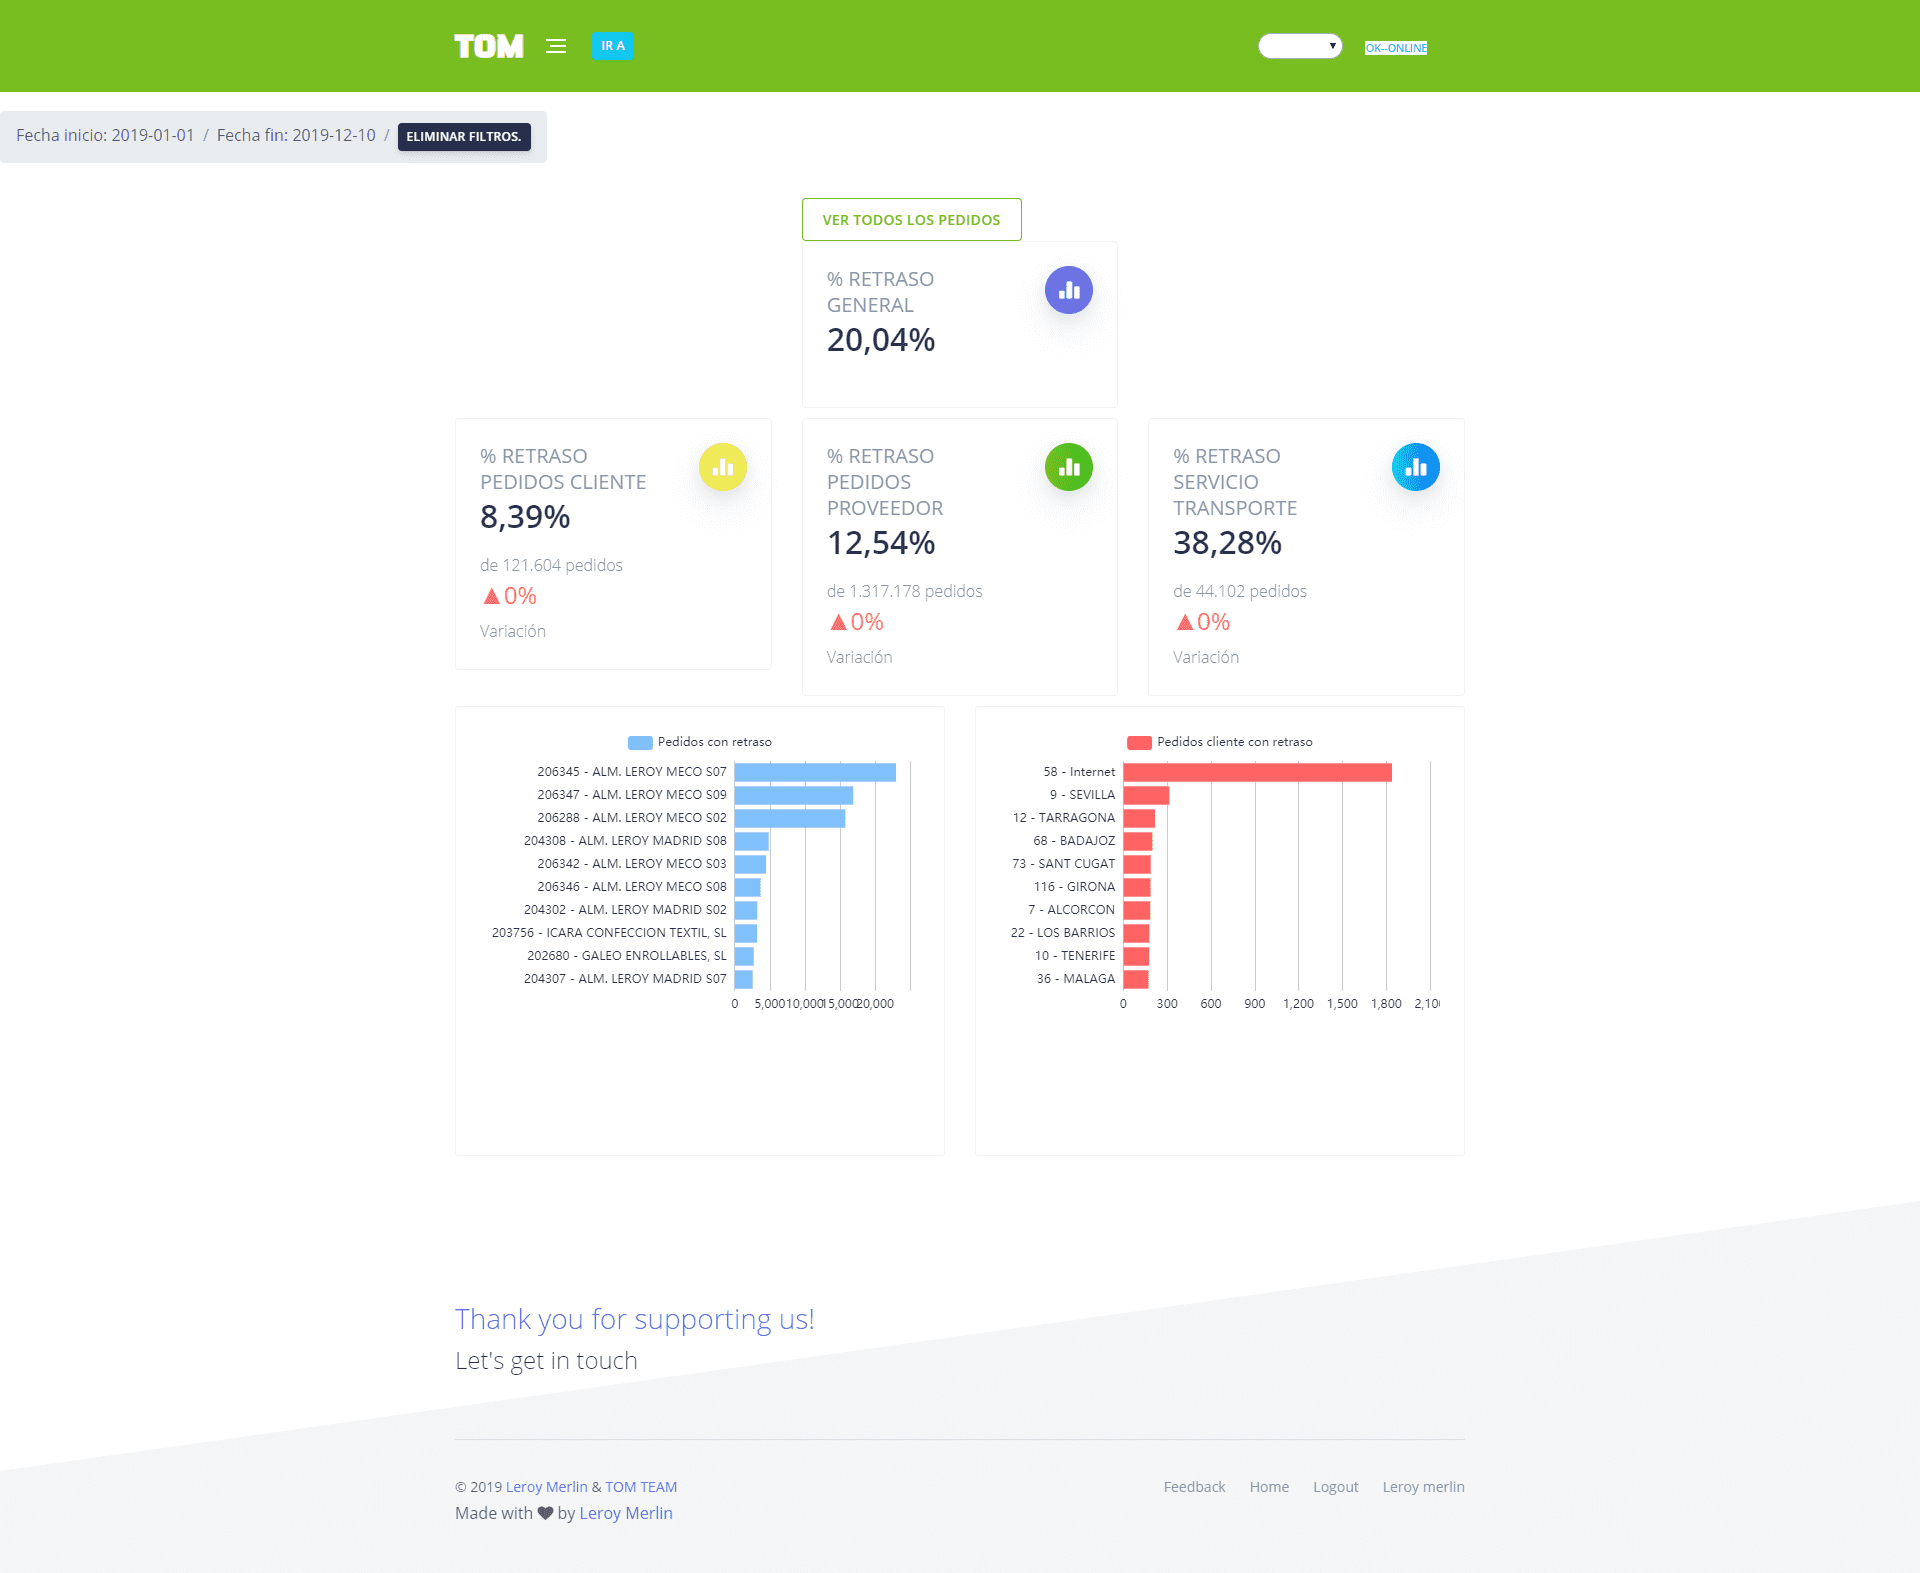 TOM
IR A
OK--ONLINE
Fecha inicio: 2019-01-01 / Fecha fin: 2019-12-10 / ELIMINAR FILTROS.
VER TODOS LOS PEDIDOS
% RETRASO
GENERAL
20,04%
% RETRASO
PEDIDOS CLIENTE
8,39%
de 121.604 pedidos
▲0%
Variación
% RETRASO
PEDIDOS
PROVEEDOR
12,54%
de 1.317.178 pedidos
▲0%
Variación
% RETRASO
SERVICIO
TRANSPORTE
38,28%
de 44.102 pedidos
▲0%
Variación
Pedidos con retraso
206345 - ALM. LEROY MECO S07
206347 - ALM. LEROY MECO S09
206288 - ALM. LEROY MECO S02
204308 - ALM. LEROY MADRID S08
206342 - ALM. LEROY MECO S03
206346 - ALM. LEROY MECO S08
204302 - ALM. LEROY MADRID S02
203756 - ICARA CONFECCION TEXTIL, SL
202680 - GALEO ENROLLABLES, SL
204307 - ALM. LEROY MADRID S07
0 5,000 10,000 15,000 20,000
Pedidos cliente con retraso
58 - Internet
9 - SEVILLA
12 - TARRAGONA
68 - BADAJOZ
73 - SANT CUGAT
116 - GIRONA
7 - ALCORCON
22 - LOS BARRIOS
10 - TENERIFE
36 - MALAGA
0 300 600 900 1,200 1,500 1,800
Thank you for supporting us!
Let's get in touch
© 2019 Leroy Merlin & TOM TEAM
Made with ♥ by Leroy Merlin
Feedback Home Logout Leroy merlin